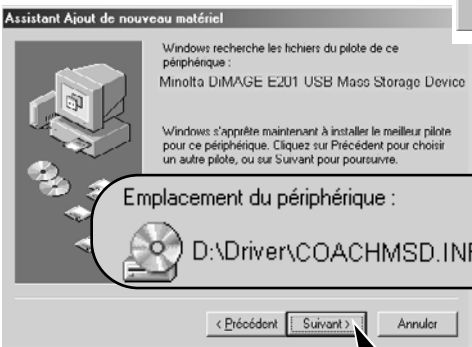 Assistant Ajout de nouveau matériel
Windows recherche les fichiers du pilote de ce
périphérique :
Minolta DiMAGE E201 USB Mass Storage Device
Windows s'apprête maintenant à installer le meilleur pilote
pour ce périphérique. Cliquez sur Précédent pour choisir
un autre pilote, ou sur Suivant pour poursuivre.
Emplacement du périphérique :
D:\Driver\COACHMSD.INF
< Précédent Suivant > Annuler